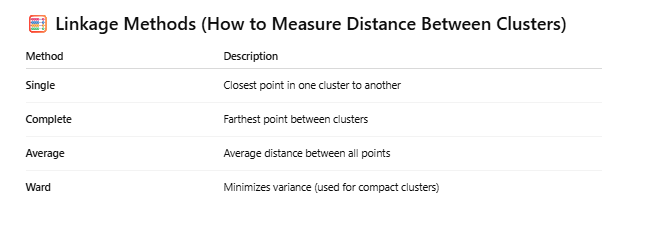 🧮 Linkage Methods (How to Measure Distance Between Clusters)
Method Description
Single Closest point in one cluster to another
Complete Farthest point between clusters
Average Average distance between all points
Ward Minimizes variance (used for compact clusters)